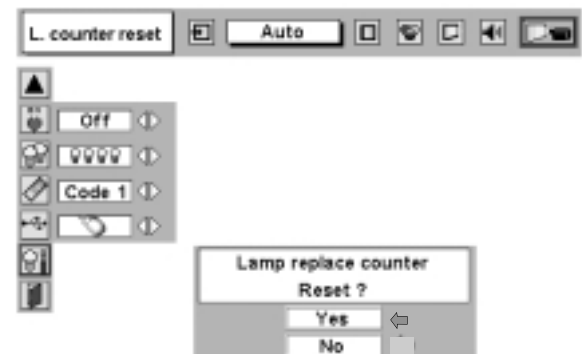 L. counter reset
Auto
Off
Code 1
Lamp replace counter
Reset ?
Yes
No